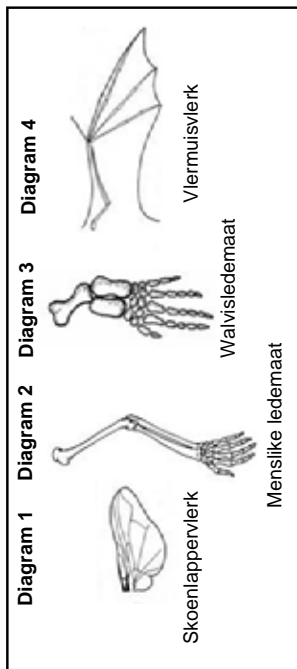 Diagram 1
Diagram 2
Diagram 3
Diagram 4
Skoenlappervlerk
Menslike ledemaat
Walvisledemaat
Vlermuisvlerk